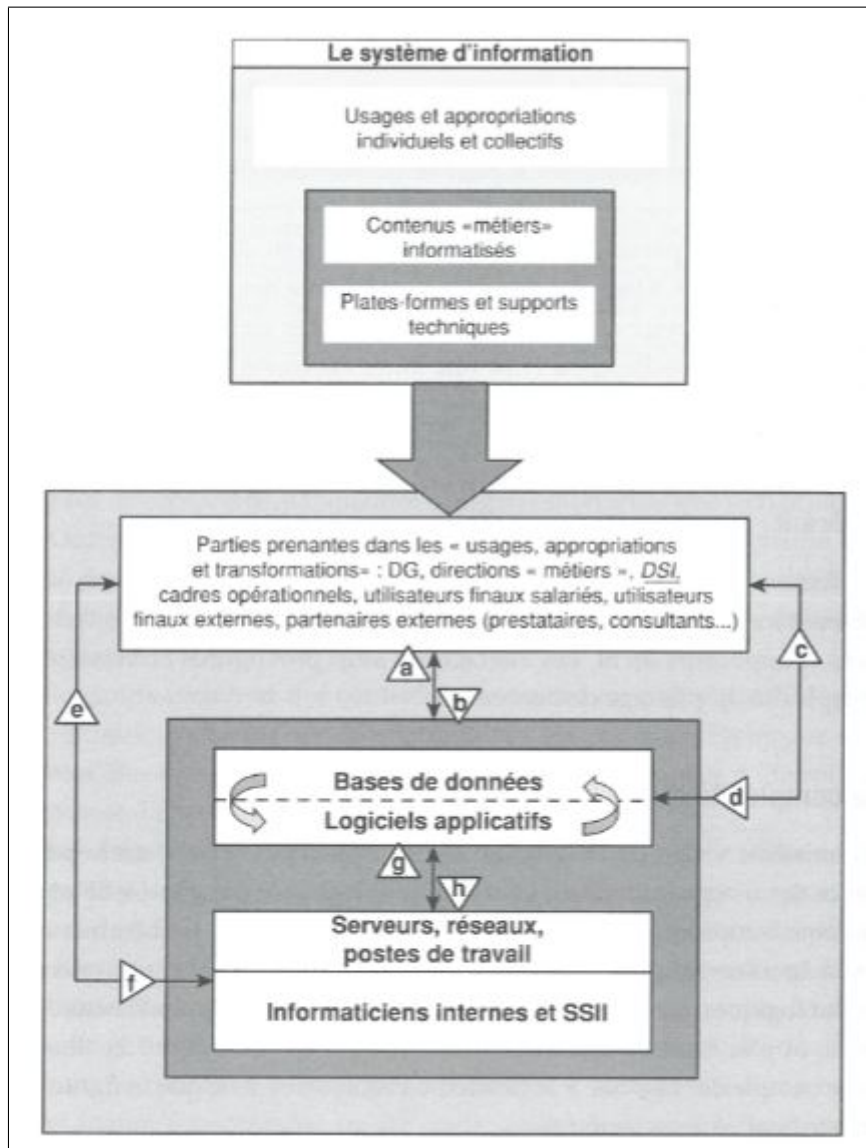 Le système d'information
Usages et appropriations
individuels et collectifs
Contenus «métiers»
informatisés
Plates-formes et supports
techniques
Parties prenantes dans les « usages, appropriations
et transformations» : DG, directions « métiers », DSI,
cadres opérationnels, utilisateurs finaux salariés, utilisateurs
finaux externes, partenaires externes (prestataires, consultants...)
a
b
c
e
Bases de données
d
Logiciels applicatifs
g
h
Serveurs, réseaux,
postes de travail
f
Informaticiens internes et SSII